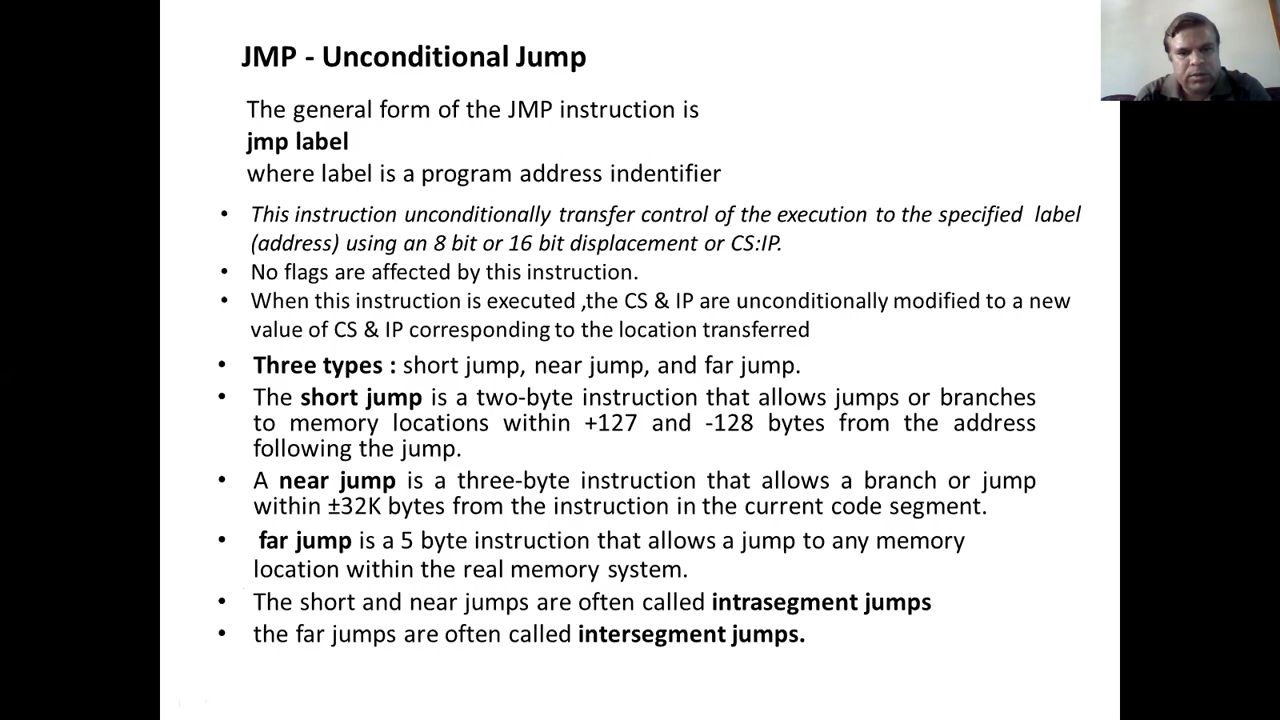 JMP - Unconditional Jump
The general form of the JMP instruction is
jmp label
where label is a program address indentifier
• This instruction unconditionally transfer control of the execution to the specified label
(address) using an 8 bit or 16 bit displacement or CS:IP.
• No flags are affected by this instruction.
• When this instruction is executed ,the CS & IP are unconditionally modified to a new
value of CS & IP corresponding to the location transferred
• Three types : short jump, near jump, and far jump.
• The short jump is a two-byte instruction that allows jumps or branches
to memory locations within +127 and -128 bytes from the address
following the jump.
• A near jump is a three-byte instruction that allows a branch or jump
within ±32K bytes from the instruction in the current code segment.
• far jump is a 5 byte instruction that allows a jump to any memory
location within the real memory system.
• The short and near jumps are often called intrasegment jumps
• the far jumps are often called intersegment jumps.